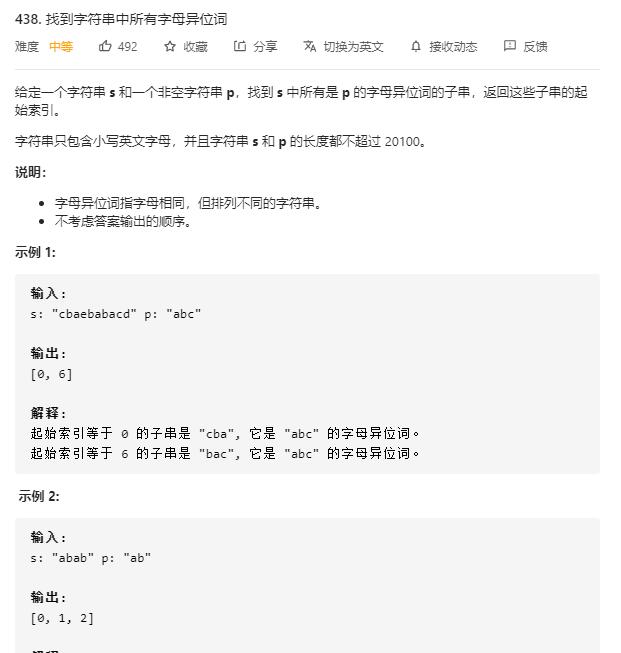 438. 找到字符串中所有字母异位词
难度 中等 492 收藏 分享 切换为英文 接收动态 反馈
给定一个字符串 s 和一个非空字符串 p，找到 s 中所有是 p 的字母异位词的子串，返回这些子串的起
始索引。
字符串只包含小写英文字母，并且字符串 s 和 p 的长度都不超过 20100。
说明：
字母异位词指字母相同，但排列不同的字符串。
不考虑答案输出的顺序。
示例 1:
输入:
s: "cbaebabacd" p: "abc"
输出:
[0, 6]
解释:
起始索引等于 0 的子串是 "cba", 它是 "abc" 的字母异位词。
起始索引等于 6 的子串是 "bac", 它是 "abc" 的字母异位词。
示例 2:
输入:
s: "abab" p: "ab"
输出:
[0, 1, 2]